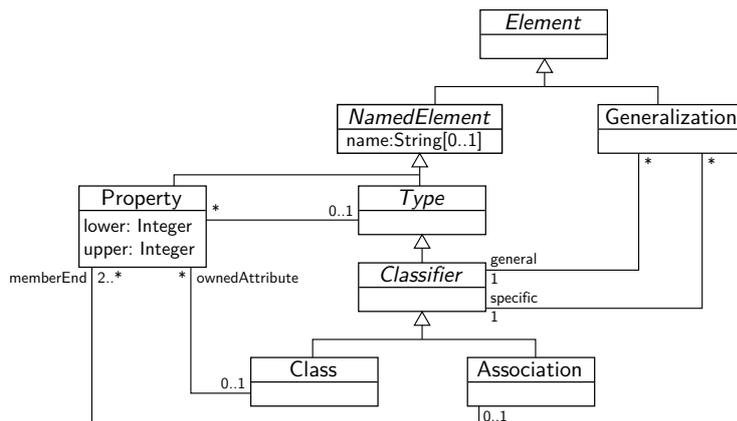 Element
NamedElement
name:String[0..1]
Generalization
*
*
Property
lower: Integer
upper: Integer
*
0..1
Type
memberEnd
2..*
*
ownedAttribute
Classifier
general
1
specific
1
0..1
Class
Association
0..1